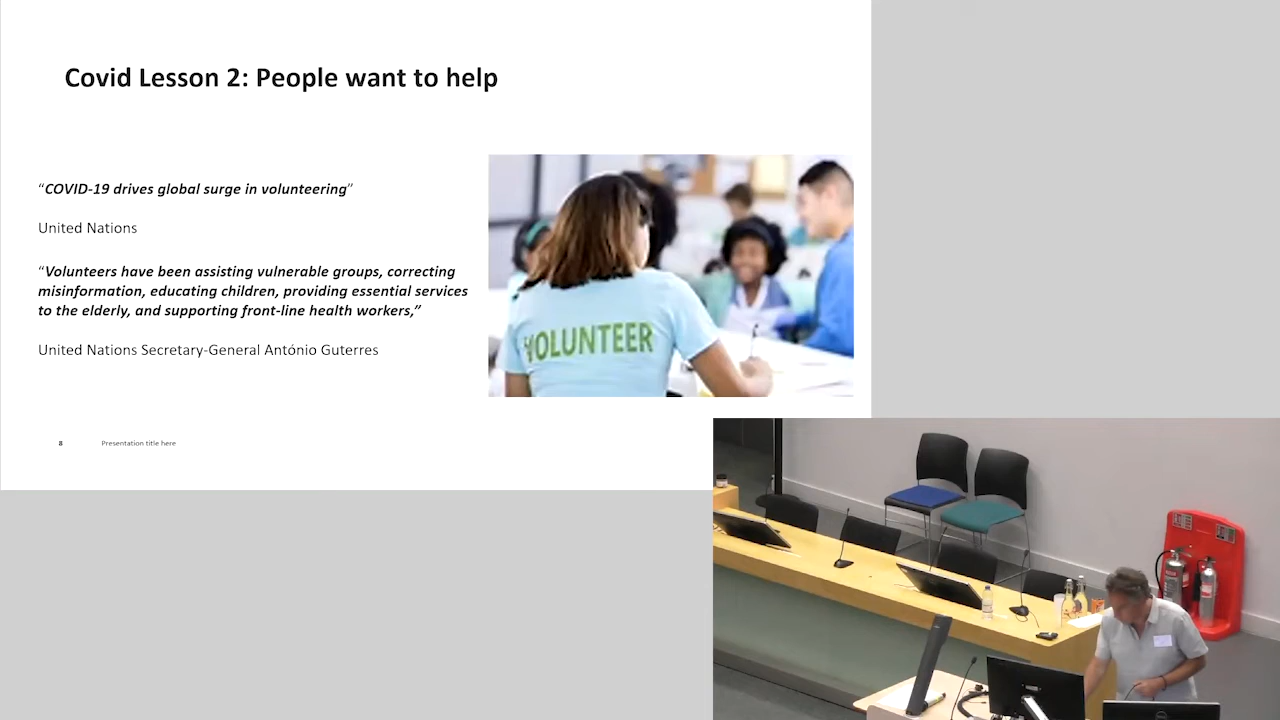 Covid Lesson 2: People want to help
“COVID-19 drives global surge in volunteering”
United Nations
“Volunteers have been assisting vulnerable groups, correcting
misinformation, educating children, providing essential services
to the elderly, and supporting front-line health workers,”
United Nations Secretary-General António Guterres
VOLUNTEER
8 Presentation title here